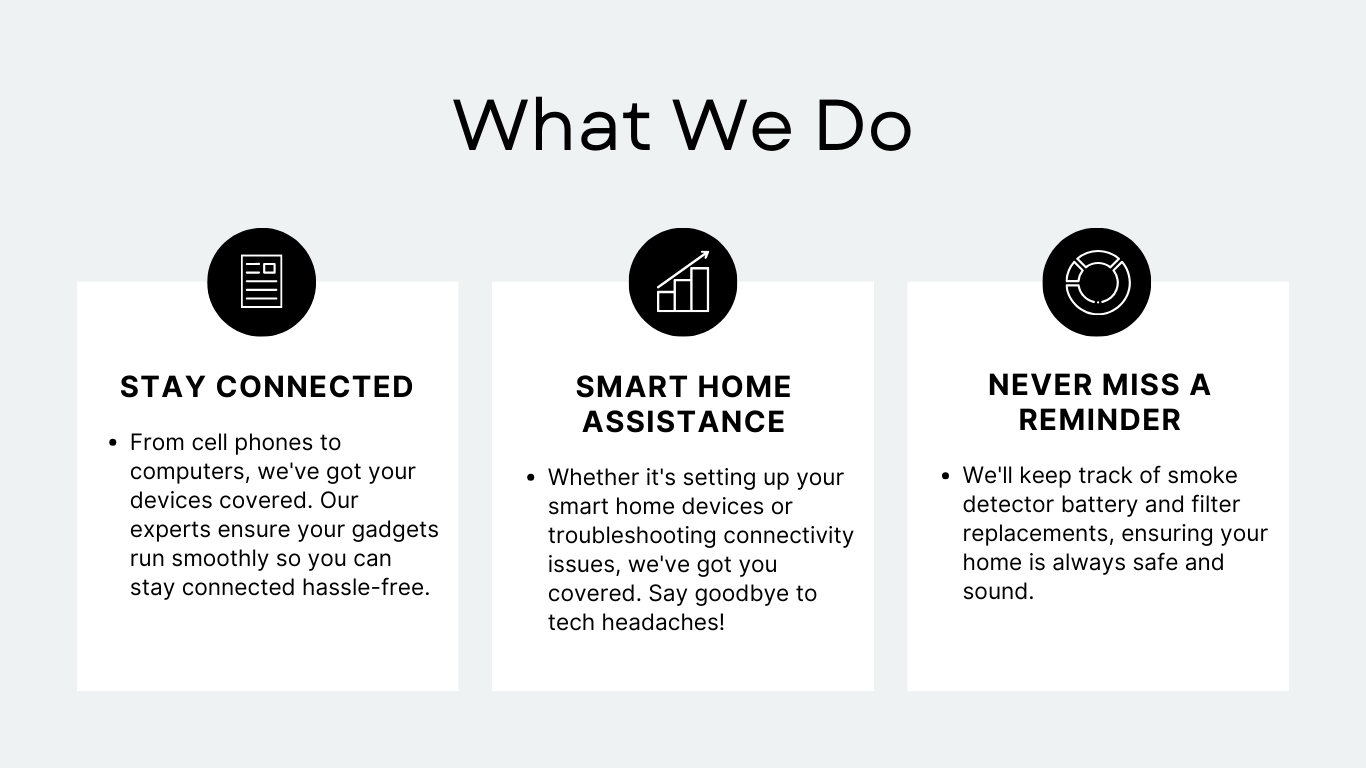 What We Do
STAY CONNECTED
• From cell phones to
computers, we've got your
devices covered. Our
experts ensure your gadgets
run smoothly so you can
stay connected hassle-free.
SMART HOME
ASSISTANCE
• Whether it's setting up your
smart home devices or
troubleshooting connectivity
issues, we've got you
covered. Say goodbye to
tech headaches!
NEVER MISS A
REMINDER
• We'll keep track of smoke
detector battery and filter
replacements, ensuring your
home is always safe and
sound.